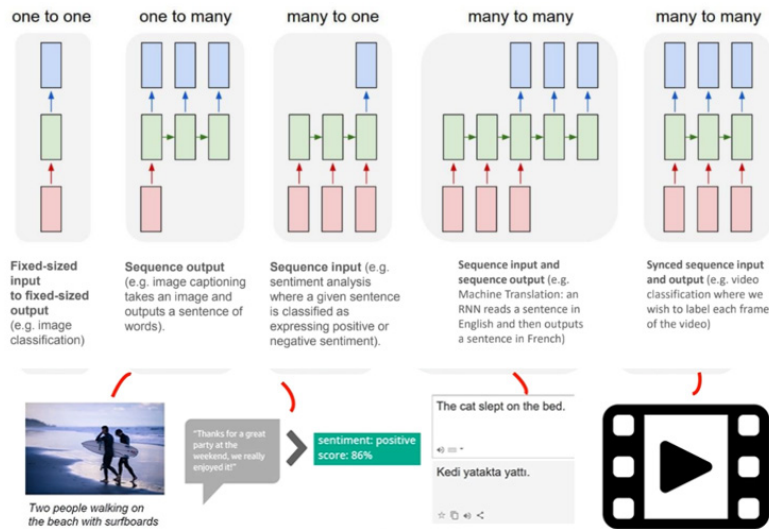 one to one
one to many
many to one
many to many
many to many
Fixed-sized
input
to fixed-sized
output
(e.g. image
classification)
Sequence output
(e.g. image captioning
takes an image and
outputs a sentence of
words).
Sequence input (e.g.
sentiment analysis
where a given sentence
is classified as
expressing positive or
negative sentiment).
Sequence input and
sequence output (e.g.
Machine Translation: an
RNN reads a sentence in
English and then outputs
a sentence in French)
Synced sequence input
and output (e.g. video
classification where we
wish to label each frame
of the video)
Two people walking on
the beach with surfboards
"Thanks for a great
party at the
weekend, we really
enjoyed it!"
sentiment: positive
score: 86%
The cat slept on the bed.
Kedi yatakta yattı.